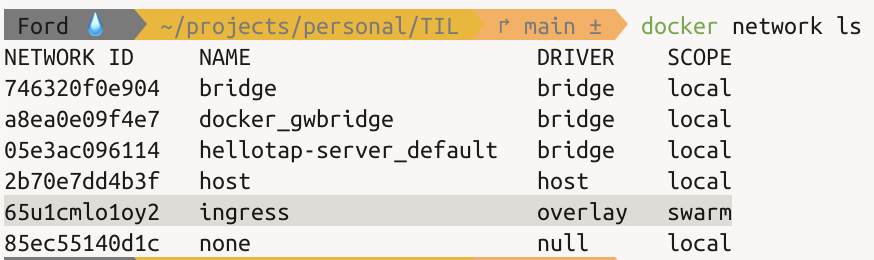 Ford 💧 ~/projects/personal/TIL ↱ main ± docker network ls
NETWORK ID NAME DRIVER SCOPE
746320f0e904 bridge bridge local
a8ea0e09f4e7 docker_gwbridge bridge local
05e3ac096114 hellotap-server_default bridge local
2b70e7dd4b3f host host local
65u1cmlo1oy2 ingress overlay swarm
85ec55140d1c none null local